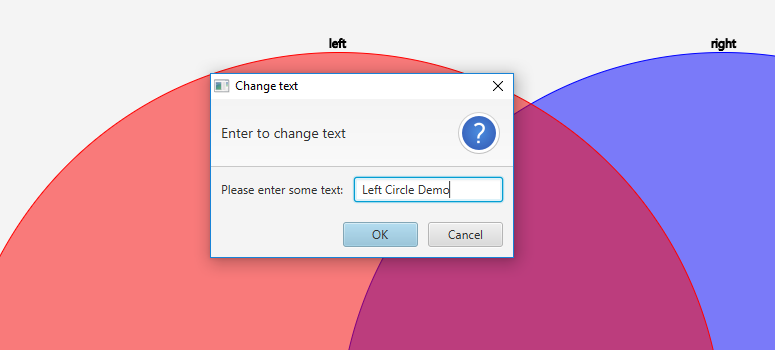 left
right
Change text
Enter to change text
?
Please enter some text: Left Circle Demo
OK Cancel